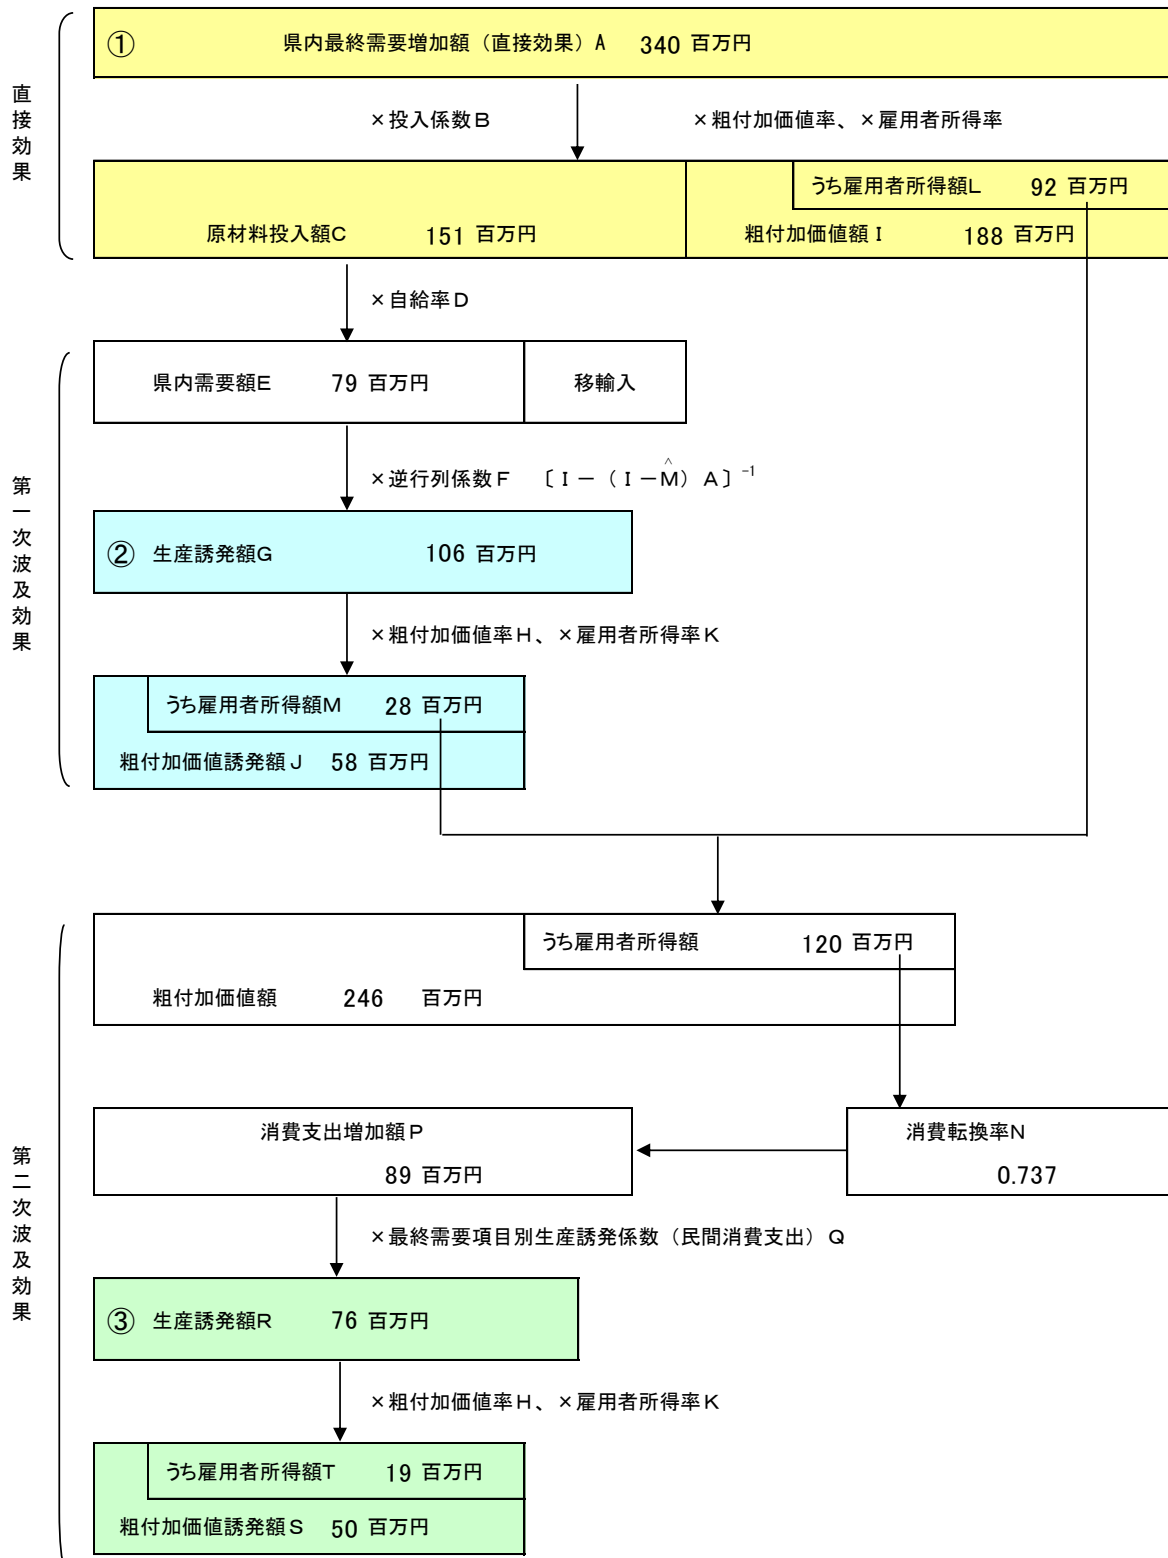 直接効果
① 県内最終需要増加額（直接効果）A 340 百万円
×投入係数B ×粗付加価値率、×雇用者所得率
うち雇用者所得額L 92 百万円
原材料投入額C 151 百万円 粗付加価値額 I 188 百万円
×自給率D
第一次波及効果
県内需要額E 79 百万円 移輸入
×逆行列係数F 〔 I － （ I －M^） A 〕-1
② 生産誘発額G 106 百万円
×粗付加価値率H、×雇用者所得率K
うち雇用者所得額M 28 百万円
粗付加価値誘発額 J 58 百万円
第二次波及効果
うち雇用者所得額 120 百万円
粗付加価値額 246 百万円
消費支出増加額P 消費転換率N
89 百万円 0.737
×最終需要項目別生産誘発係数（民間消費支出）Q
③ 生産誘発額R 76 百万円
×粗付加価値率H、×雇用者所得率K
うち雇用者所得額T 19 百万円
粗付加価値誘発額S 50 百万円